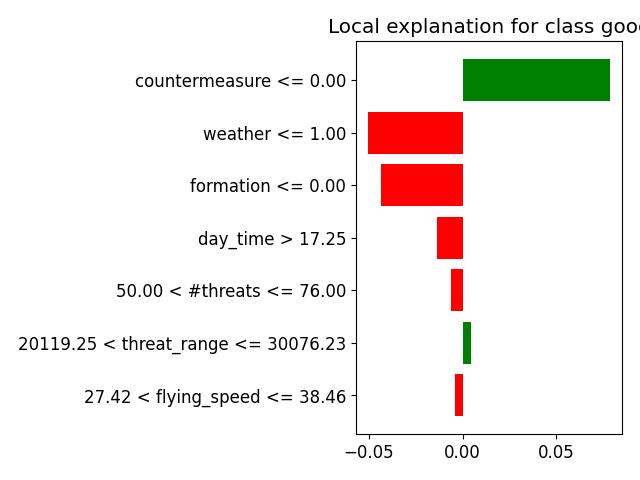 Local explanation for class good
countermeasure <= 0.00
weather <= 1.00
formation <= 0.00
day_time > 17.25
50.00 < #threats <= 76.00
20119.25 < threat_range <= 30076.23
27.42 < flying_speed <= 38.46
−0.05 0.00 0.05